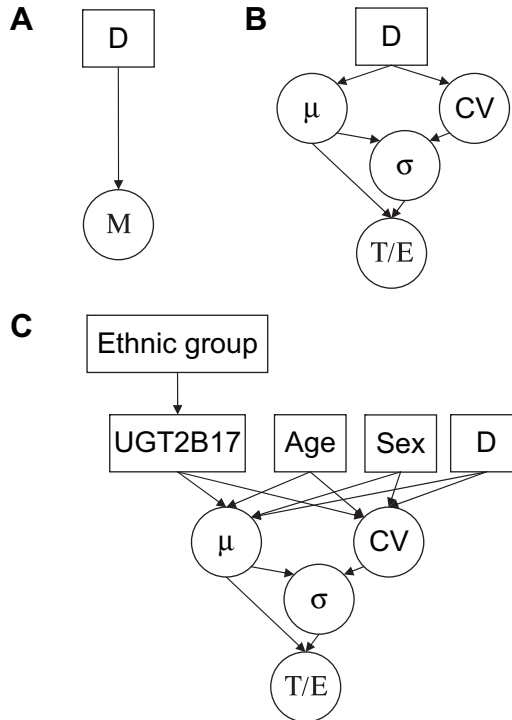 A
D
M
B
D
μ
CV
σ
T/E
C
Ethnic group
UGT2B17
Age
Sex
D
μ
CV
σ
T/E